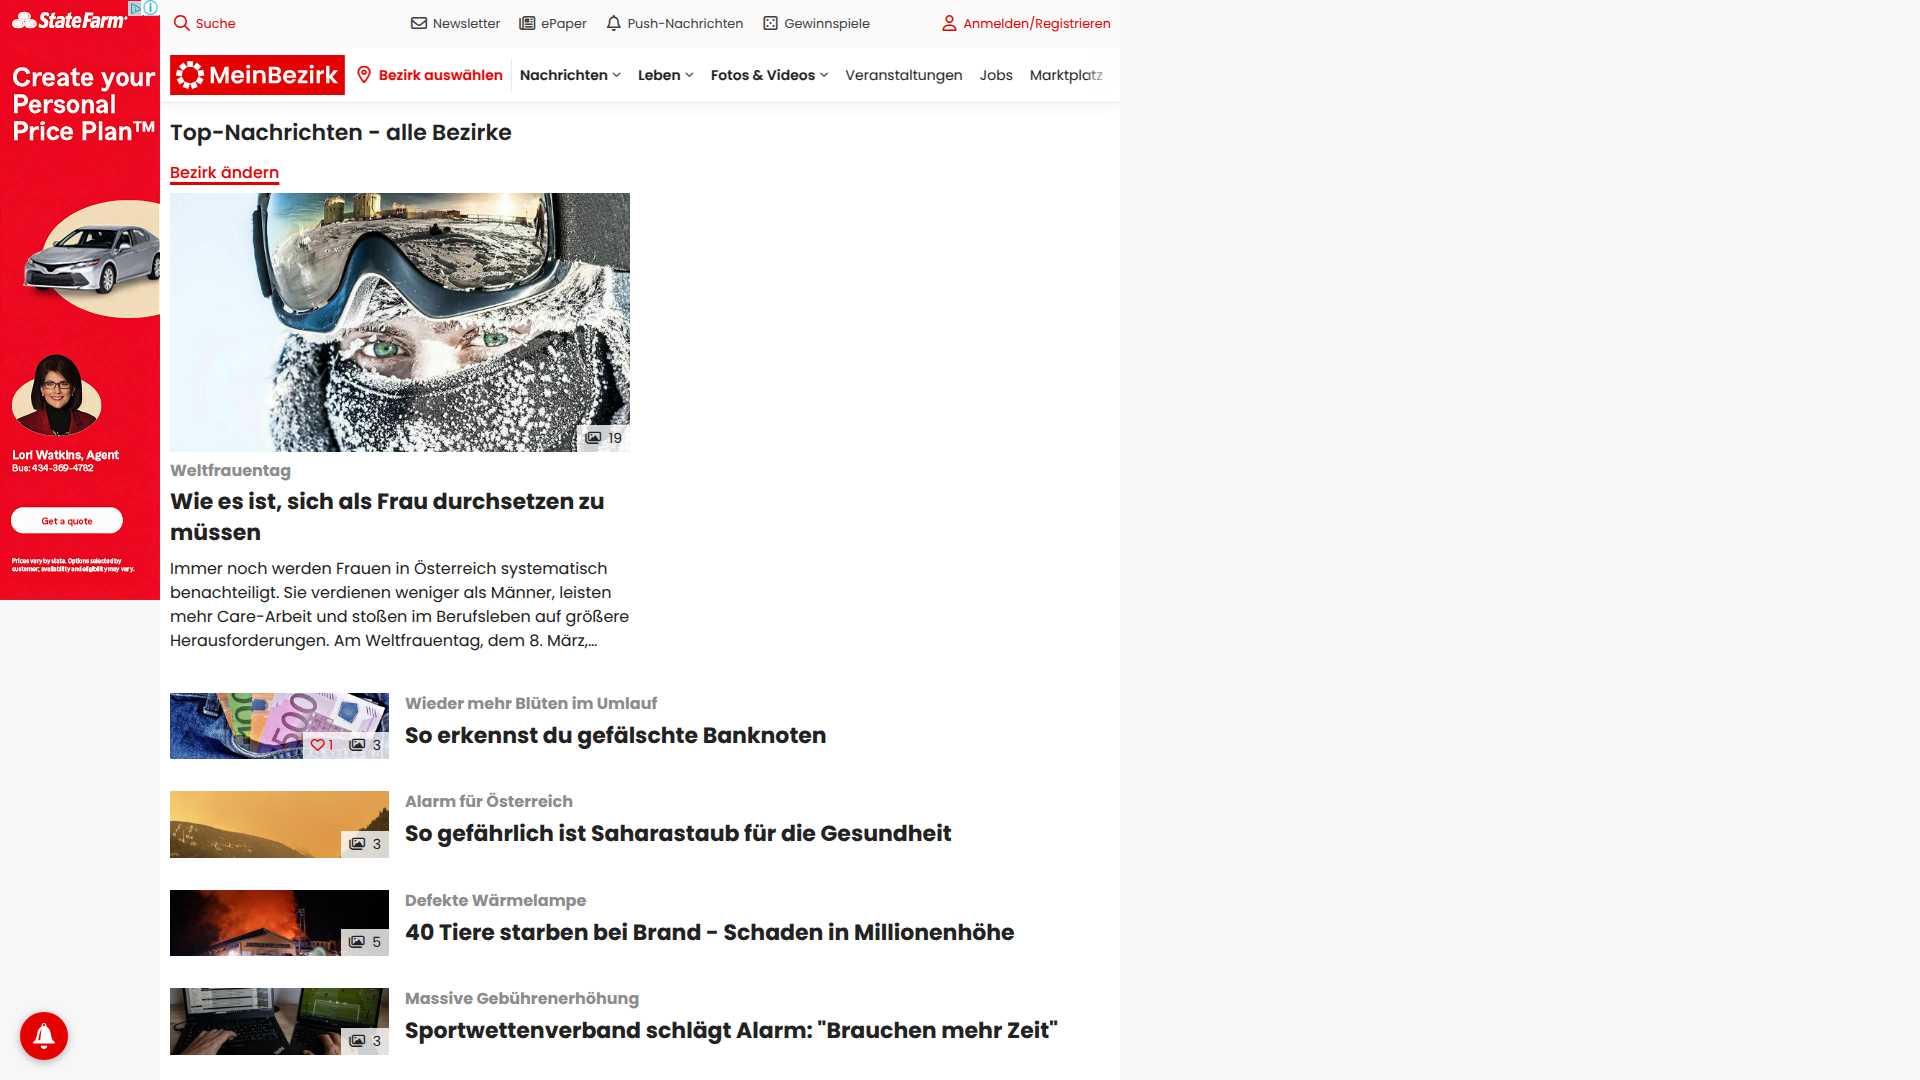 StateFarm
Create your
Personal
Price Plan™
Lori Watkins, Agent
Bus: 434-369-4782
Get a quote
Prices vary by state. Options selected by
customer; availability and eligibility may vary.
Suche
Newsletter
ePaper
Push-Nachrichten
Gewinnspiele
Anmelden/Registrieren
MeinBezirk
Bezirk auswählen
Nachrichten
Leben
Fotos & Videos
Veranstaltungen
Jobs
Marktplatz
Top-Nachrichten - alle Bezirke
Bezirk ändern
19
Weltfrauentag
Wie es ist, sich als Frau durchsetzen zu
müssen
Immer noch werden Frauen in Österreich systematisch
benachteiligt. Sie verdienen weniger als Männer, leisten
mehr Care-Arbeit und stoßen im Berufsleben auf größere
Herausforderungen. Am Weltfrauentag, dem 8. März,...
1
3
Wieder mehr Blüten im Umlauf
So erkennst du gefälschte Banknoten
3
Alarm für Österreich
So gefährlich ist Saharastaub für die Gesundheit
5
Defekte Wärmelampe
40 Tiere starben bei Brand - Schaden in Millionenhöhe
3
Massive Gebührenerhöhung
Sportwettenverband schlägt Alarm: "Brauchen mehr Zeit"